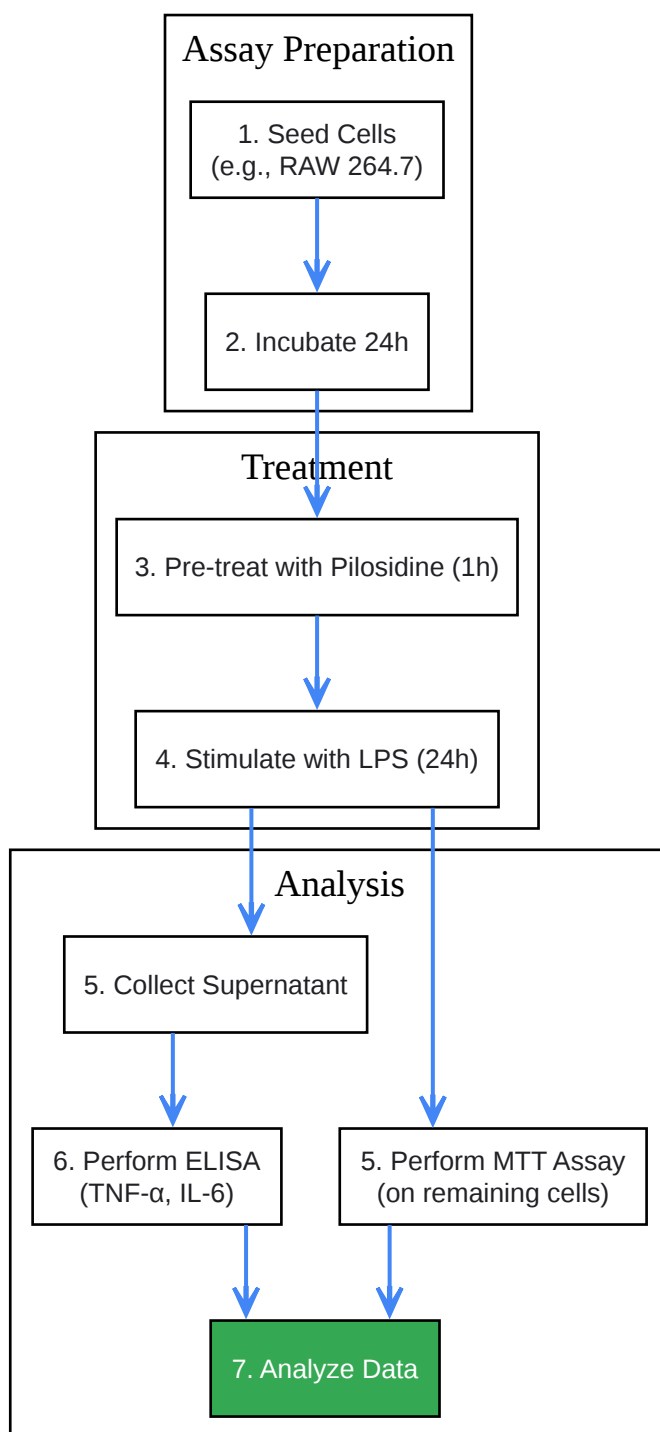 Assay Preparation
1. Seed Cells
(e.g., RAW 264.7)
2. Incubate 24h
Treatment
3. Pre-treat with Pilosidine (1h)
4. Stimulate with LPS (24h)
Analysis
5. Collect Supernatant
6. Perform ELISA
(TNF-α, IL-6)
5. Perform MTT Assay
(on remaining cells)
7. Analyze Data